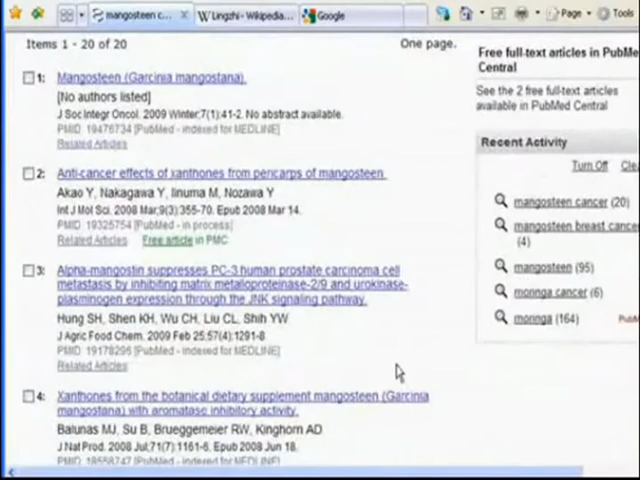 mangosteen c...
Lingzhi - Wikipedia...
Google
Page
Tools
Items 1 - 20 of 20
One page.
1: Mangosteen (Garcinia mangostana).
[No authors listed]
J Soc Integr Oncol. 2009 Winter;7(1):41-2. No abstract available.
PMID: 19476734 [PubMed - indexed for MEDLINE]
Related Articles
2: Anti-cancer effects of xanthones from pericarps of mangosteen.
Akao Y, Nakagawa Y, Iinuma M, Nozawa Y
Int J Mol Sci. 2008 Mar;9(3):355-70. Epub 2008 Mar 14.
PMID: 19325754 [PubMed - in process]
Related Articles Free article in PMC
3: Alpha-mangostin suppresses PC-3 human prostate carcinoma cell
metastasis by inhibiting matrix metalloproteinase-2/9 and urokinase-
plasminogen expression through the JNK signaling pathway.
Hung SH, Shen KH, Wu CH, Liu CL, Shih YW
J Agric Food Chem. 2009 Feb 25;57(4):1291-8.
PMID: 19178296 [PubMed - indexed for MEDLINE]
Related Articles
4: Xanthones from the botanical dietary supplement mangosteen (Garcinia
mangostana) with aromatase inhibitory activity.
Balunas MJ, Su B, Brueggemeier RW, Kinghorn AD
J Nat Prod. 2008 Jul;71(7):1161-6. Epub 2008 Jun 18.
PMID: 18558747 [PubMed - indexed for MEDLINE]
Free full-text articles in PubMe
Central
See the 2 free full-text articles
available in PubMed Central
Recent Activity
Turn Off Clea
mangosteen cancer (20)
mangosteen breast cancer
(4)
mangosteen (95)
moringa cancer (6)
moringa (164)
PubM